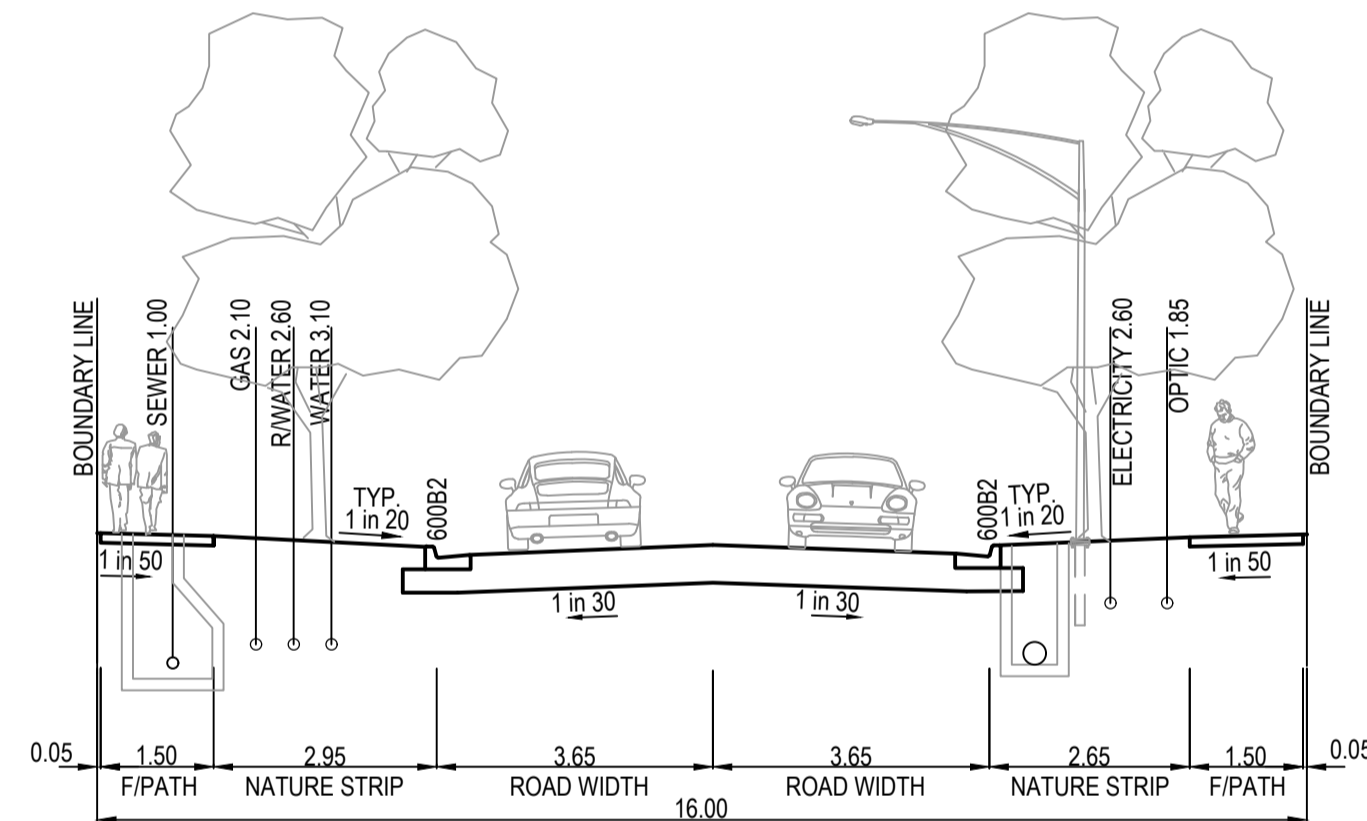 BOUNDARY LINE
SEWER 1.00
GAS 2.10
R/WATER 2.60
WATER 3.10
ELECTRICITY 2.60
OPTIC 1.85
BOUNDARY LINE
TYP.
1 in 20
600B2
600B2
TYP.
1 in 20
1 in 50
1 in 30
1 in 30
1 in 50
0.05
1.50
2.95
3.65
3.65
2.65
1.50
0.05
F/PATH
NATURE STRIP
ROAD WIDTH
ROAD WIDTH
NATURE STRIP
F/PATH
16.00